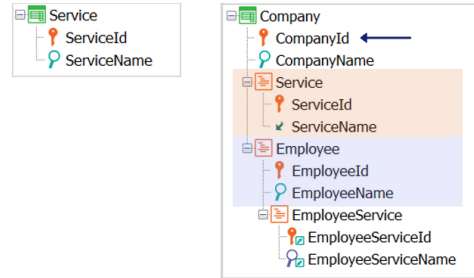 Service
ServiceId
ServiceName
Company
CompanyId
CompanyName
Service
ServiceId
ServiceName
Employee
EmployeeId
EmployeeName
EmployeeService
EmployeeServiceId
EmployeeServiceName